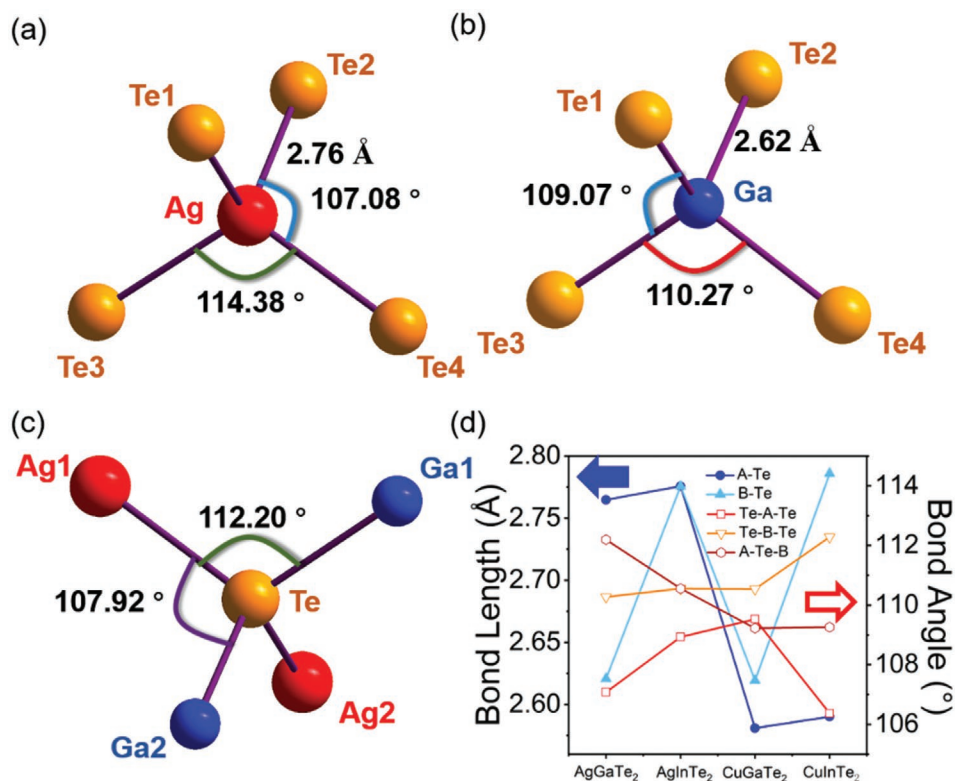 (a)
Te1
Te2
2.76 Å
107.08 °
Ag
114.38 °
Te3
Te4
(b)
Te1
Te2
2.62 Å
109.07 °
Ga
110.27 °
Te3
Te4
(c)
Ag1
Ga1
112.20 °
107.92 °
Te
Ga2
Ag2
(d)
Bond Length (Å)
2.80
2.75
2.70
2.65
2.60
A-Te
B-Te
Te-A-Te
Te-B-Te
A-Te-B
114
112
110
108
106
Bond Angle (°)
AgGaTe₂ AgInTe₂ CuGaTe₂ CuInTe₂